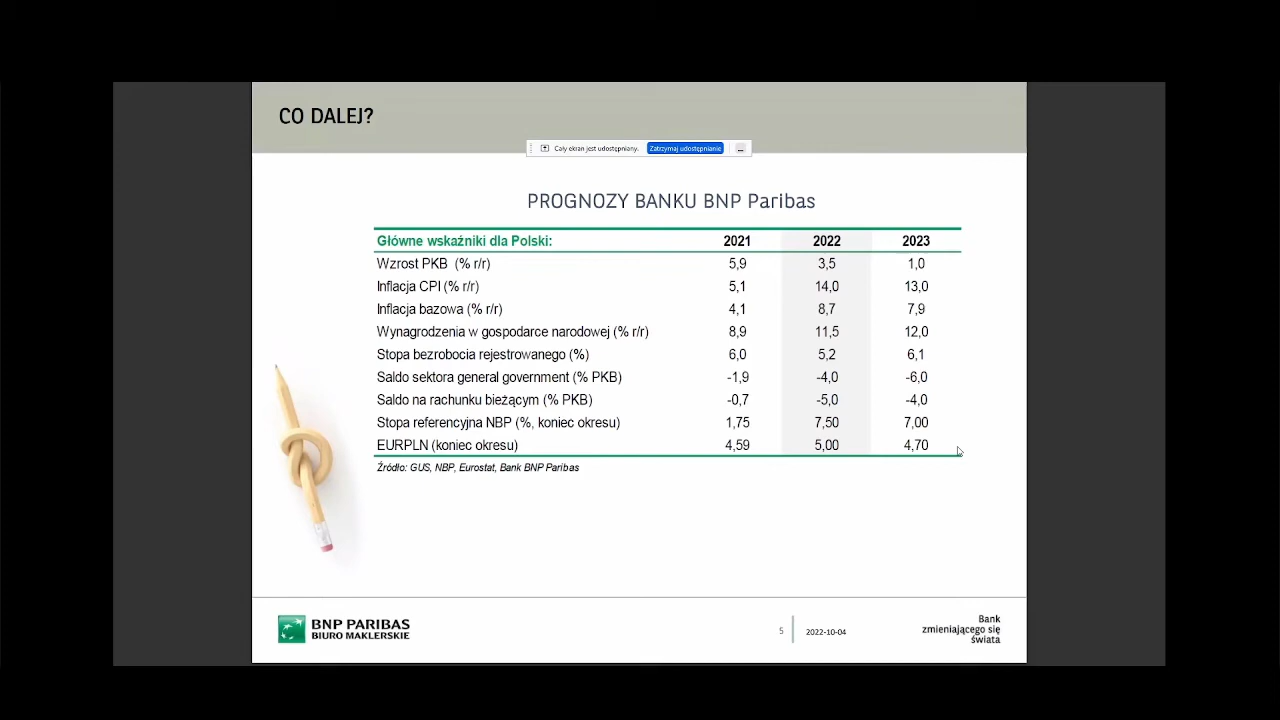 CO DALEJ?
Cały ekran jest udostępniany. Zatrzymaj udostępnianie
PROGNOZY BANKU BNP Paribas
Główne wskaźniki dla Polski: 2021 2022 2023
Wzrost PKB (% r/r) 5,9 3,5 1,0
Inflacja CPI (% r/r) 5,1 14,0 13,0
Inflacja bazowa (% r/r) 4,1 8,7 7,9
Wynagrodzenia w gospodarce narodowej (% r/r) 8,9 11,5 12,0
Stopa bezrobocia rejestrowanego (%) 6,0 5,2 6,1
Saldo sektora general government (% PKB) -1,9 -4,0 -6,0
Saldo na rachunku bieżącym (% PKB) -0,7 -5,0 -4,0
Stopa referencyjna NBP (%, koniec okresu) 1,75 7,50 7,00
EURPLN (koniec okresu) 4,59 5,00 4,70
Źródło: GUS, NBP, Eurostat, Bank BNP Paribas
BNP PARIBAS
BIURO MAKLERSKIE
5 2022-10-04
Bank
zmieniającego się
świata